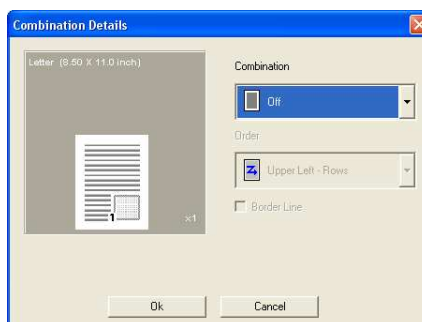 Combination Details
Letter (8.50 X 11.0 inch)
Combination
Off
Order
Upper Left - Rows
1
x1
Border Line
Ok
Cancel